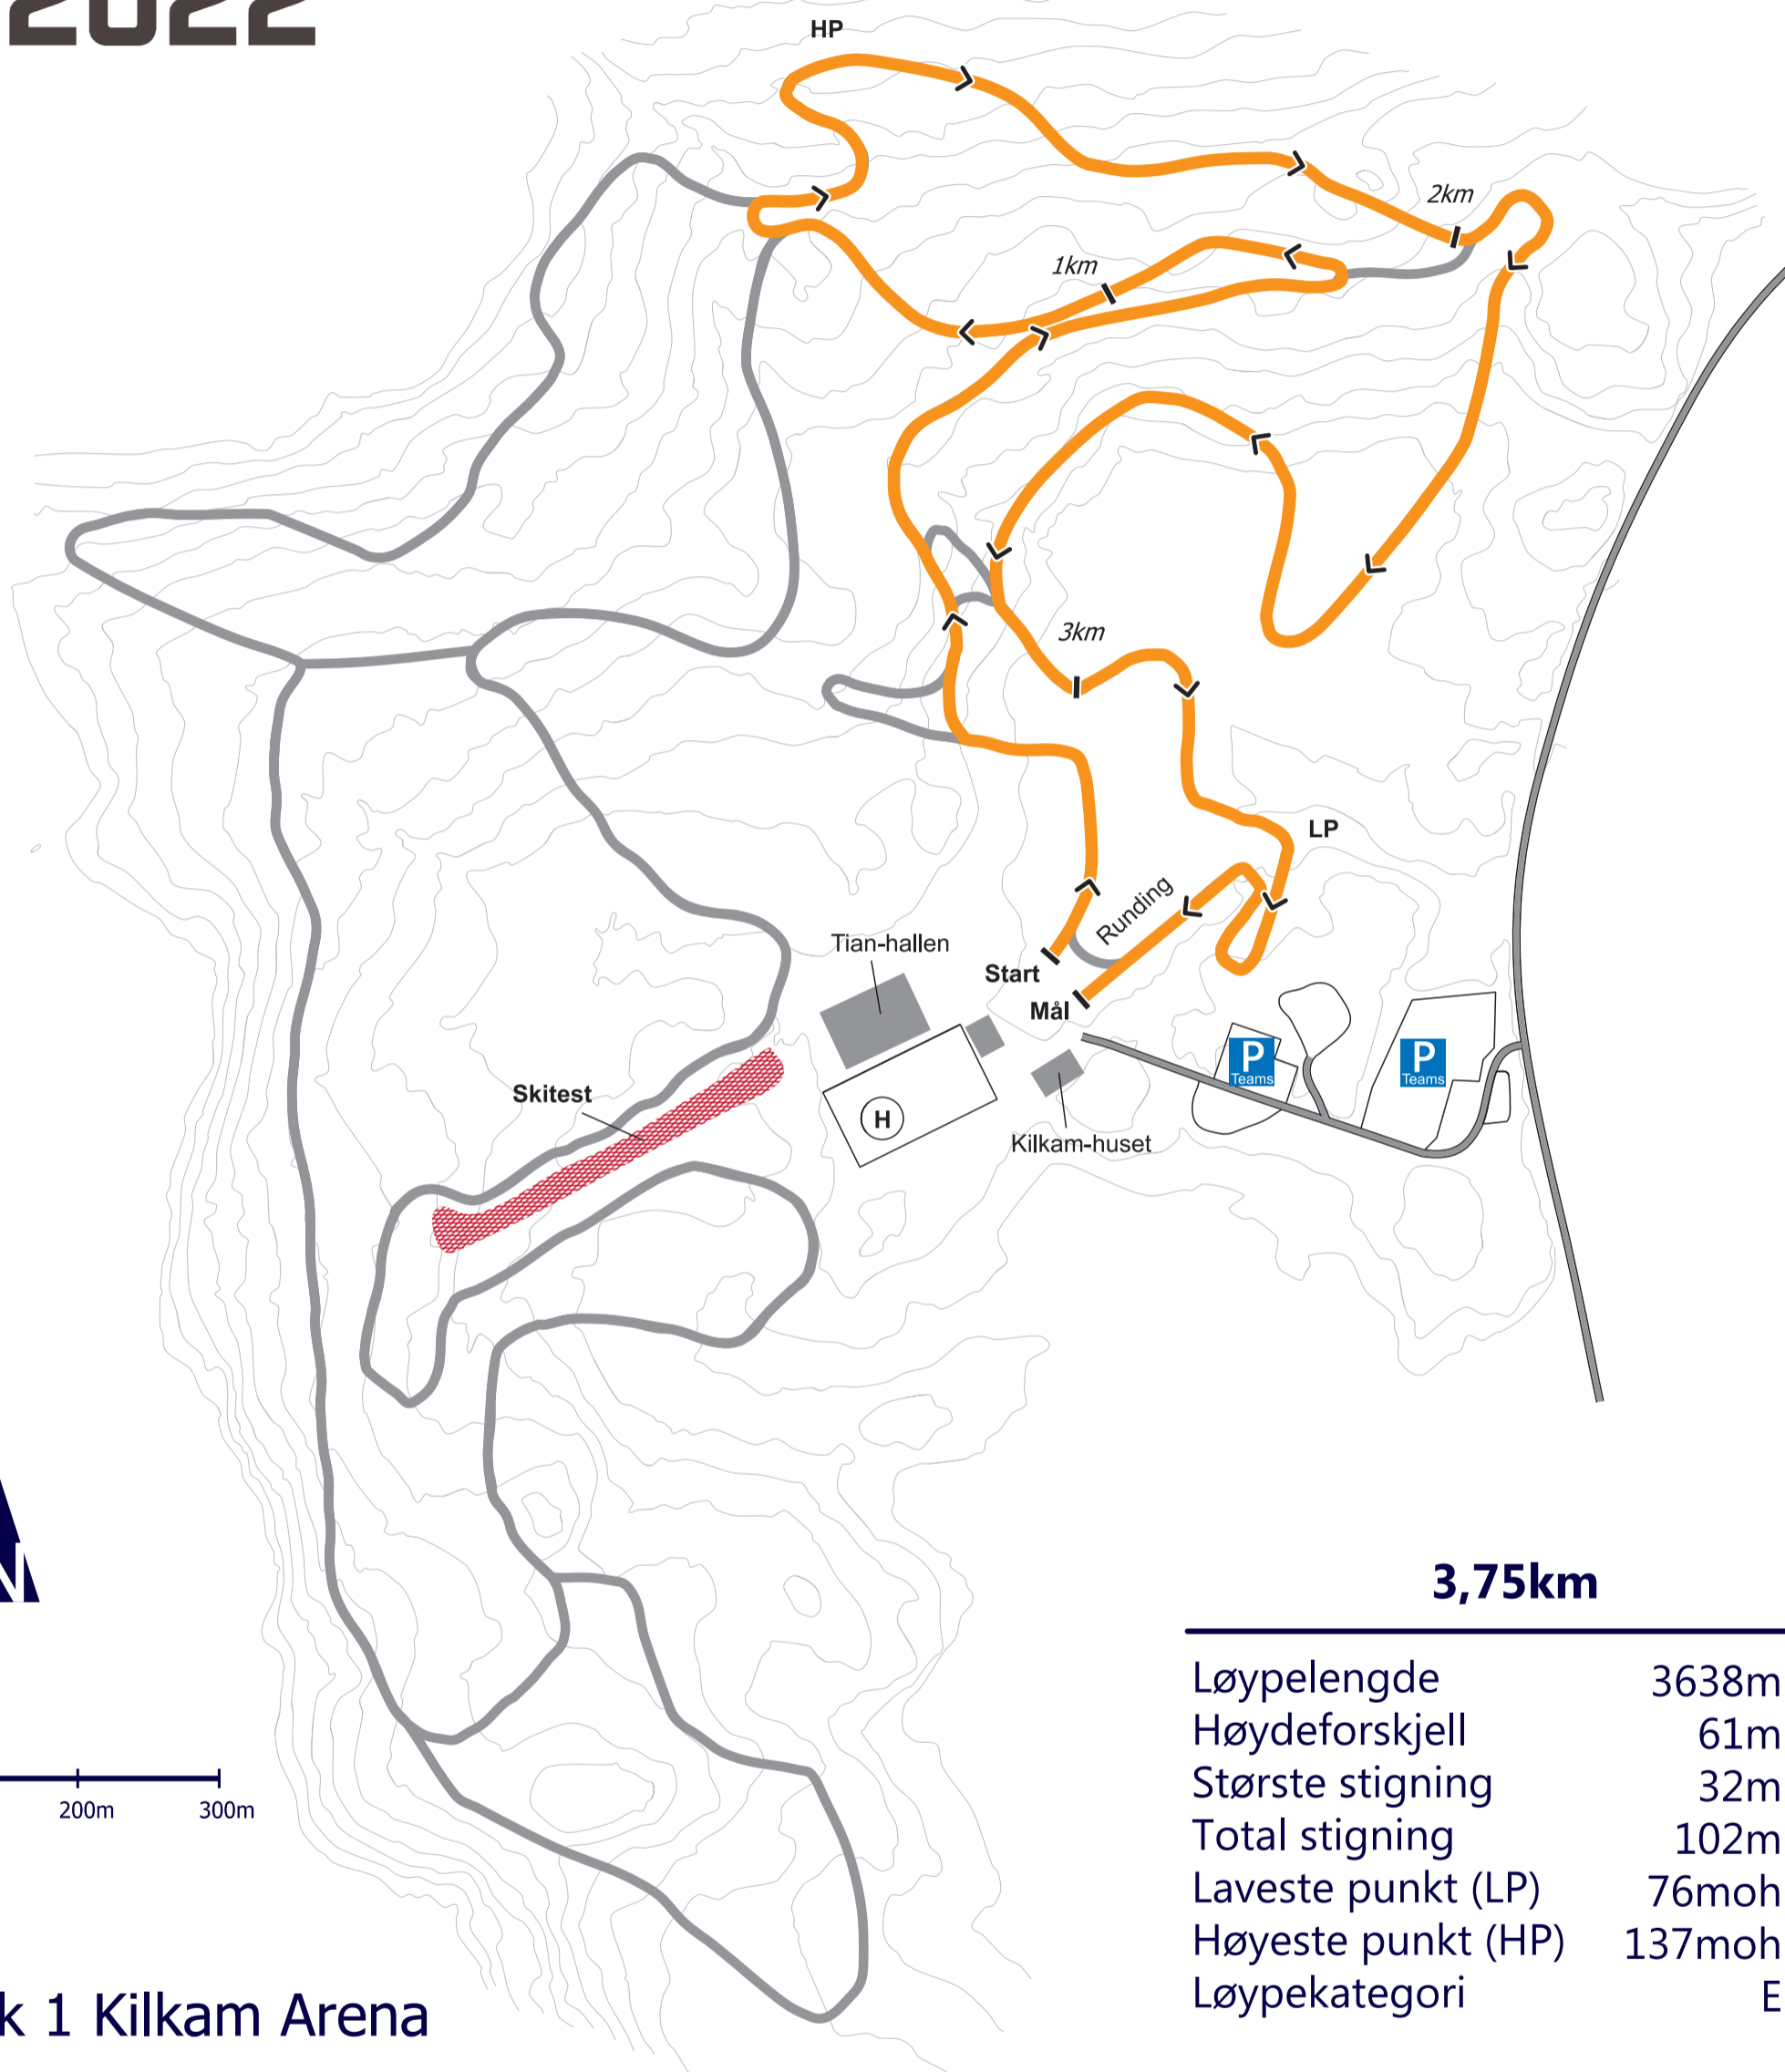 2022
HP
2km
1km
3km
LP
Runding
Tian-hallen
Start
Mål
P
Teams
P
Teams
Skitest
H
Kilkam-huset
N
3,75km
Løypelengde 3638m
Høydeforskjell 61m
Største stigning 32m
Total stigning 102m
Laveste punkt (LP) 76moh
Høyeste punkt (HP) 137moh
Løypekategori E
200m 300m
k 1 Kilkam Arena